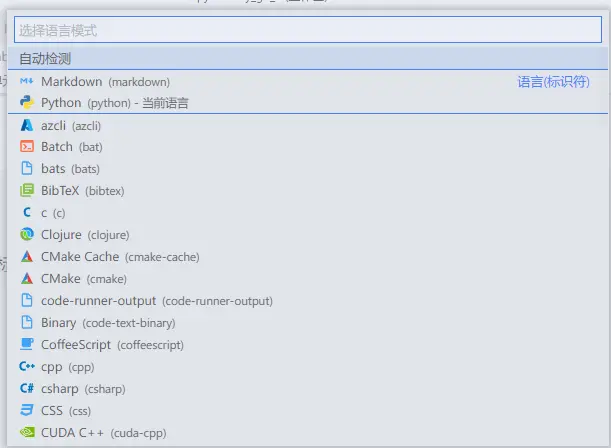 选择语言模式
自动检测
Markdown (markdown) 语言(标识符)
Python (python) - 当前语言
azcli (azcli)
Batch (bat)
bats (bats)
BibTeX (bibtex)
c (c)
Clojure (clojure)
CMake Cache (cmake-cache)
CMake (cmake)
code-runner-output (code-runner-output)
Binary (code-text-binary)
CoffeeScript (coffeescript)
cpp (cpp)
csharp (csharp)
CSS (css)
CUDA C++ (cuda-cpp)